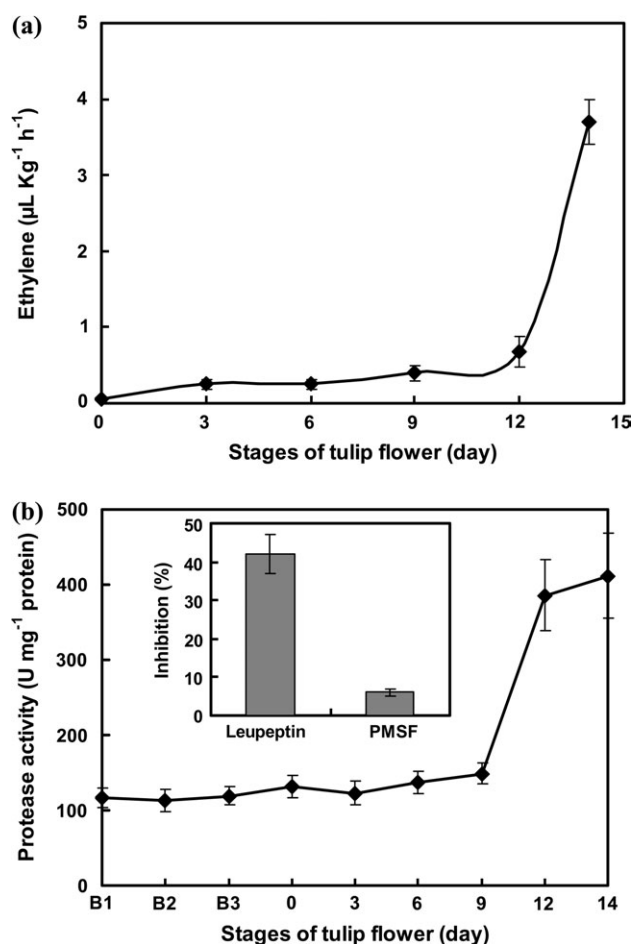 (a)
5
4
3
2
1
0
Ethylene (µL Kg⁻¹ h⁻¹)
0 3 6 9 12 15
Stages of tulip flower (day)
(b)
500
400
300
200
100
0
Protease activity (U mg⁻¹ protein)
50
40
30
20
10
0
Inhibition (%)
Leupeptin PMSF
B1 B2 B3 0 3 6 9 12 14
Stages of tulip flower (day)